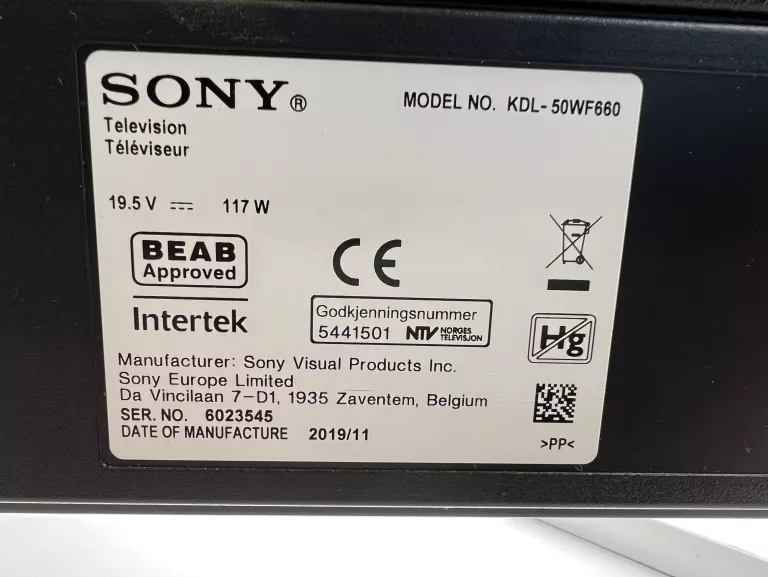 SONY®
MODEL NO. KDL-50WF660
Television
Téléviseur
19.5 V ⎓ 117 W
BEAB
Approved
Intertek
CE
Godkjenningsnummer
5441501 NTV NORGES
TELEVISJON
Hg
Manufacturer: Sony Visual Products Inc.
Sony Europe Limited
Da Vincilaan 7-D1, 1935 Zaventem, Belgium
SER. NO. 6023545
DATE OF MANUFACTURE 2019/11
>PP<